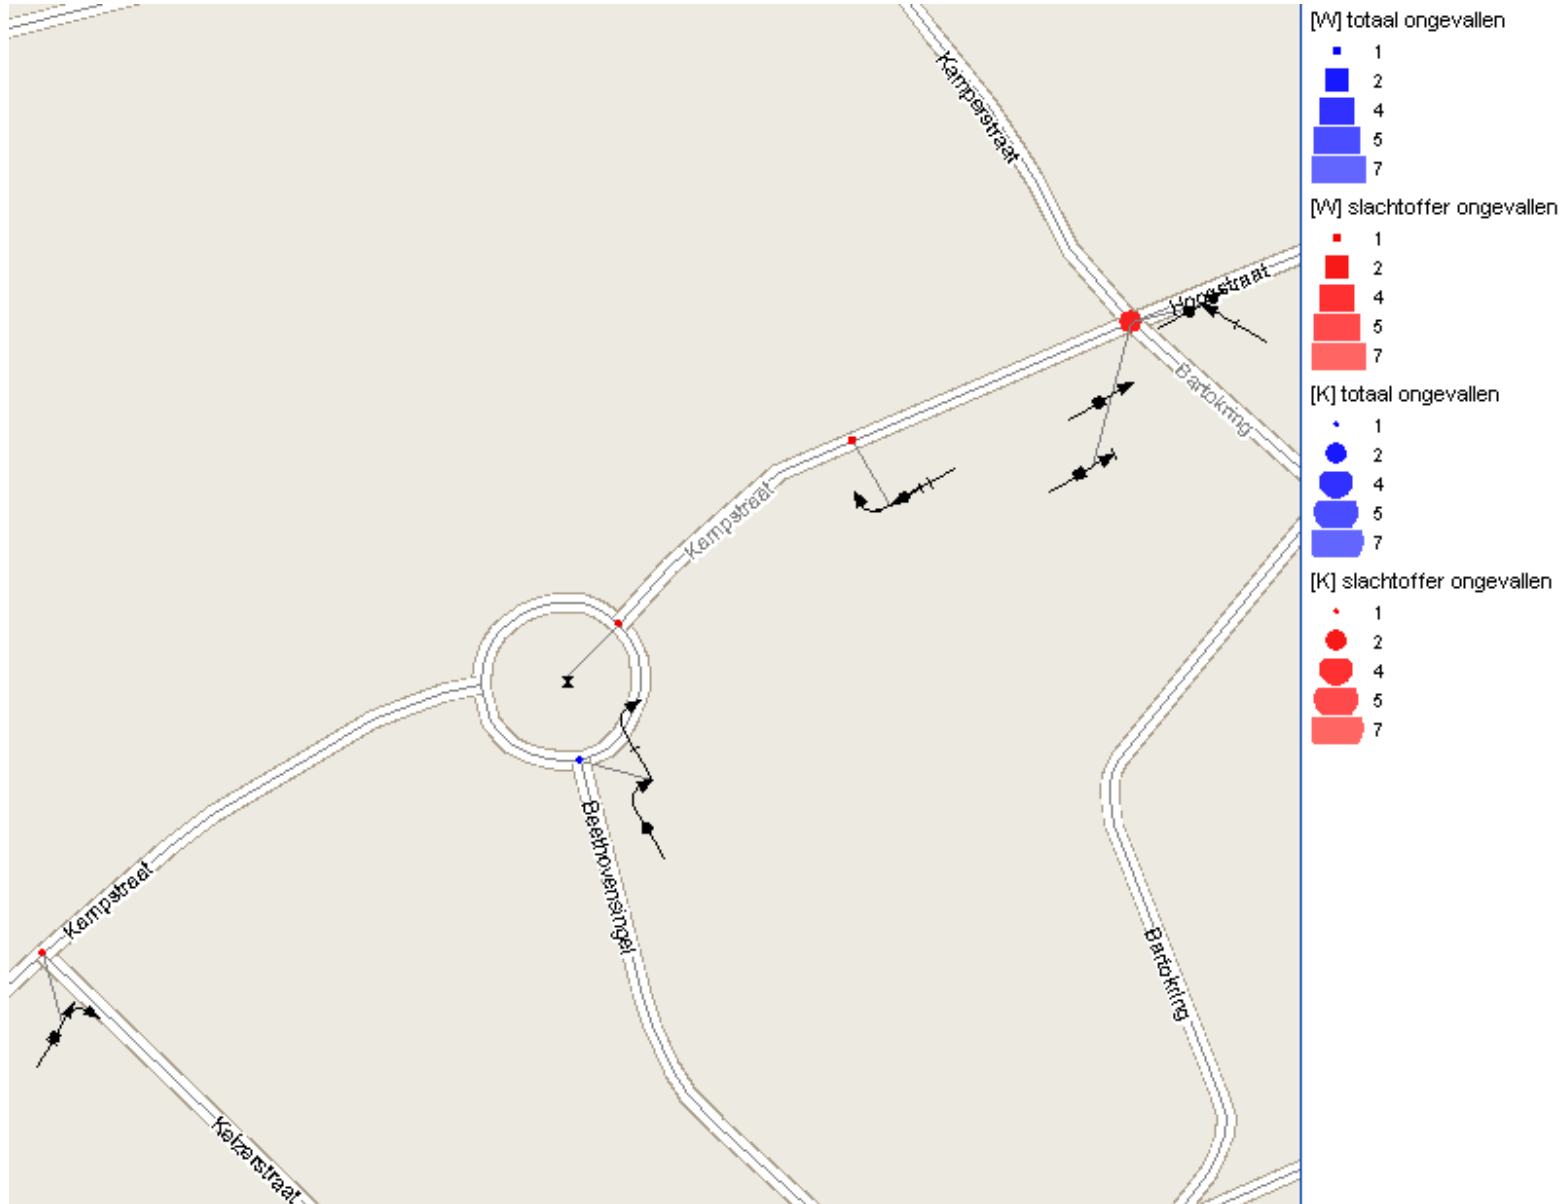 Kamperstraat
Hoogstraat
Bartokring
Kampstraat
Kampstraat
Beethovensingel
Bartokring
Keizerstraat
[W] totaal ongevallen
1
2
4
5
7
[W] slachtoffer ongevallen
1
2
4
5
7
[K] totaal ongevallen
1
2
4
5
7
[K] slachtoffer ongevallen
1
2
4
5
7